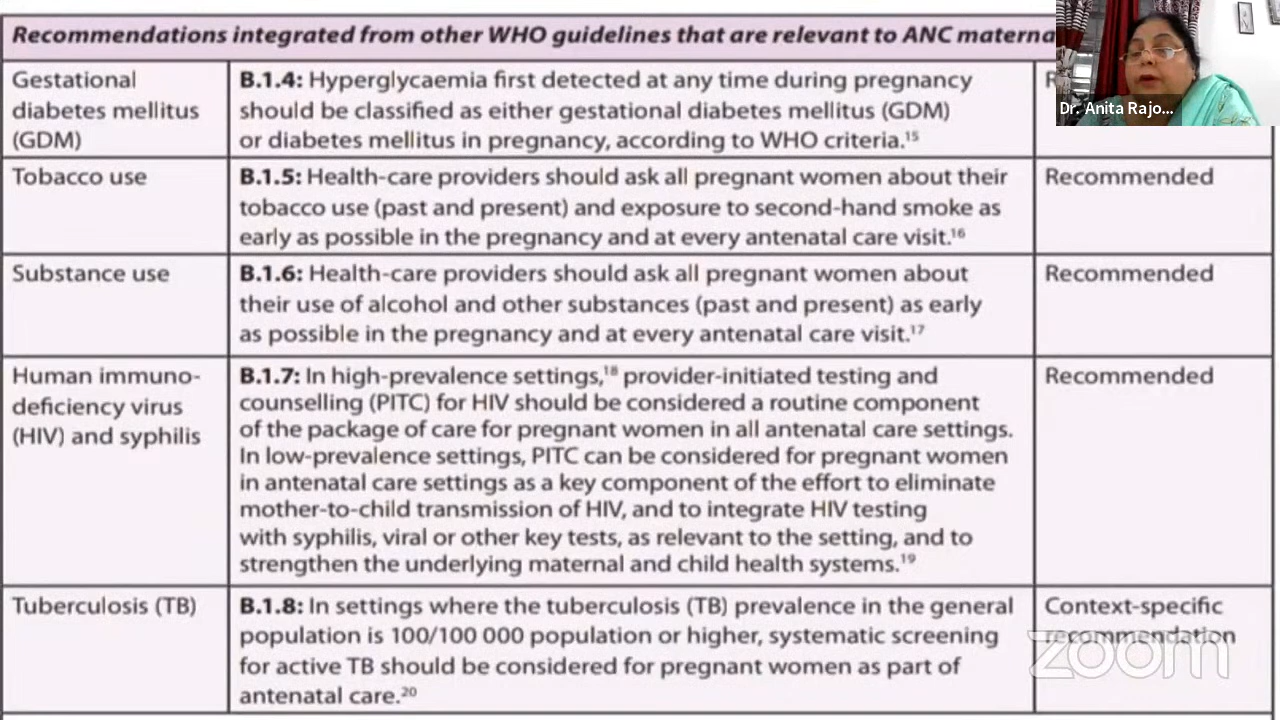 Recommendations integrated from other WHO guidelines that are relevant to ANC materna
Gestational
diabetes mellitus
(GDM)
B.1.4: Hyperglycaemia first detected at any time during pregnancy
should be classified as either gestational diabetes mellitus (GDM)
or diabetes mellitus in pregnancy, according to WHO criteria.¹⁵
R
Dr. Anita Rajo...
Tobacco use
B.1.5: Health-care providers should ask all pregnant women about their
tobacco use (past and present) and exposure to second-hand smoke as
early as possible in the pregnancy and at every antenatal care visit.¹⁶
Recommended
Substance use
B.1.6: Health-care providers should ask all pregnant women about
their use of alcohol and other substances (past and present) as early
as possible in the pregnancy and at every antenatal care visit.¹⁷
Recommended
Human immuno-
deficiency virus
(HIV) and syphilis
B.1.7: In high-prevalence settings,¹⁸ provider-initiated testing and
counselling (PITC) for HIV should be considered a routine component
of the package of care for pregnant women in all antenatal care settings.
In low-prevalence settings, PITC can be considered for pregnant women
in antenatal care settings as a key component of the effort to eliminate
mother-to-child transmission of HIV, and to integrate HIV testing
with syphilis, viral or other key tests, as relevant to the setting, and to
strengthen the underlying maternal and child health systems.¹⁹
Recommended
Tuberculosis (TB)
B.1.8: In settings where the tuberculosis (TB) prevalence in the general
population is 100/100 000 population or higher, systematic screening
for active TB should be considered for pregnant women as part of
antenatal care.²⁰
Context-specific
recommendation
zoom